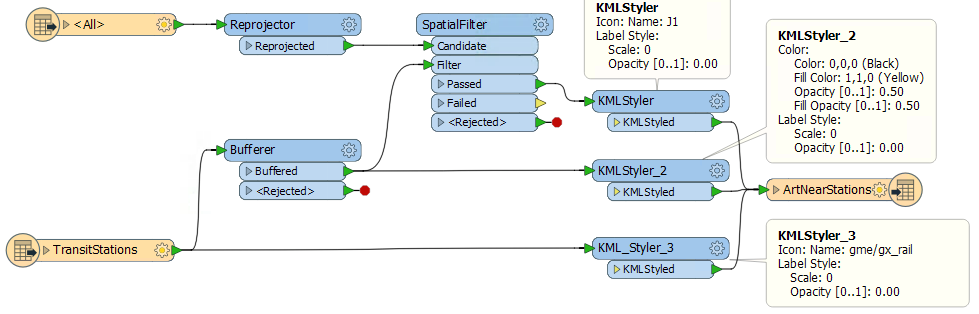 <All>
Reprojector
Reprojected
SpatialFilter
Candidate
Filter
Passed
Failed
<Rejected>
KMLStyler
Icon: Name: J1
Label Style:
Scale: 0
Opacity [0..1]: 0.00
KMLStyler
KMLStyled
KMLStyler_2
Color:
Color: 0,0,0 (Black)
Fill Color: 1,1,0 (Yellow)
Opacity [0..1]: 0.50
Fill Opacity [0..1]: 0.50
Label Style:
Scale: 0
Opacity [0..1]: 0.00
Bufferer
Buffered
<Rejected>
KMLStyler_2
KMLStyled
ArtNearStations
TransitStations
KML_Styler_3
KMLStyled
KMLStyler_3
Icon: Name: gme/gx_rail
Label Style:
Scale: 0
Opacity [0..1]: 0.00